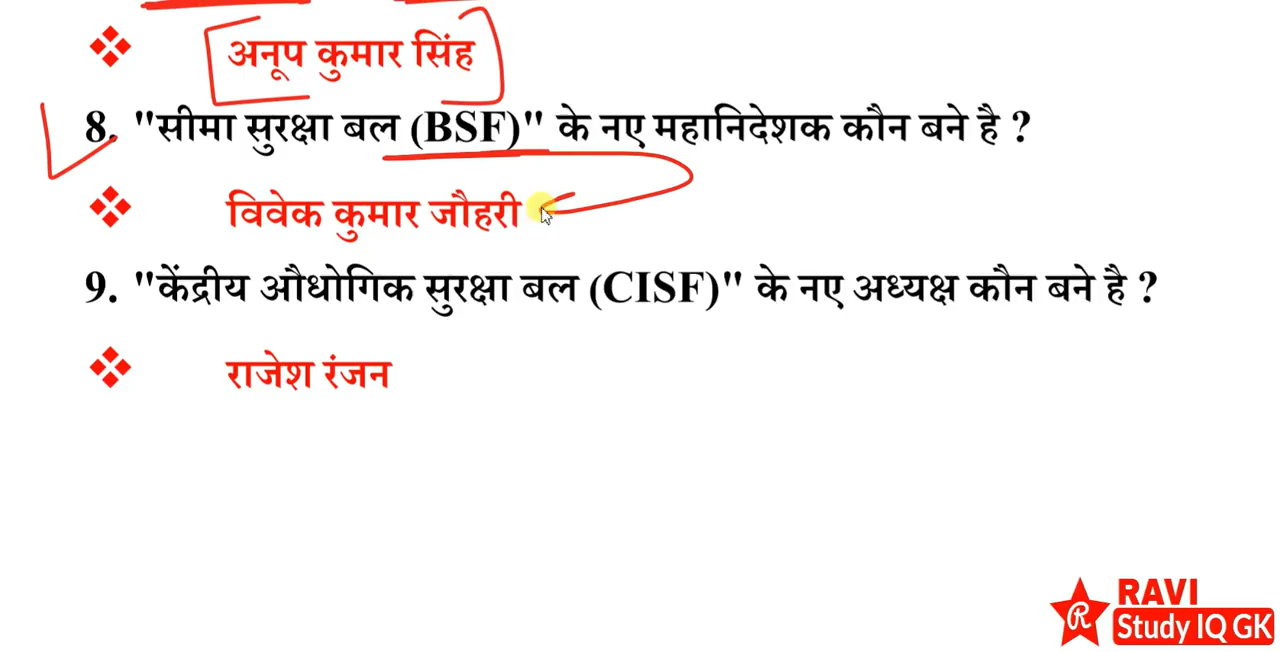 अनूप कुमार सिंह
8. "सीमा सुरक्षा बल (BSF)" के नए महानिदेशक कौन बने है ?
विवेक कुमार जौहरी
9. "केंद्रीय औधोगिक सुरक्षा बल (CISF)" के नए अध्यक्ष कौन बने है ?
राजेश रंजन
R
RAVI
Study IQ GK